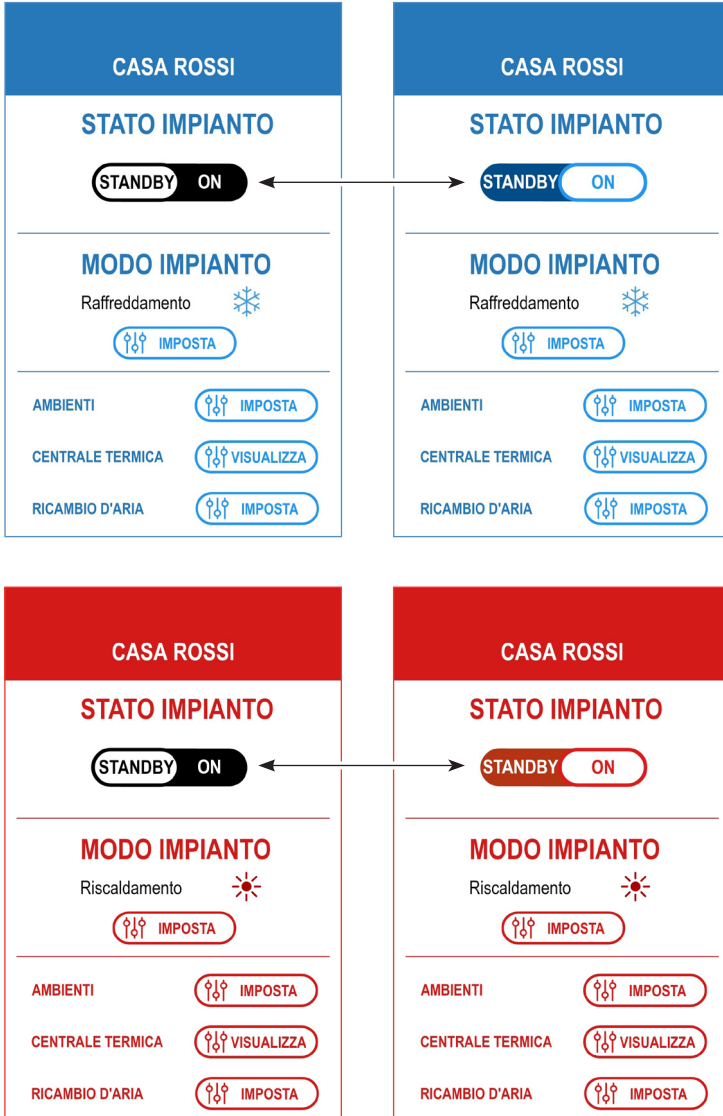 CASA ROSSI
STATO IMPIANTO
STANDBY ON
MODO IMPIANTO
Raffreddamento
IMPOSTA
AMBIENTI IMPOSTA
CENTRALE TERMICA VISUALIZZA
RICAMBIO D'ARIA IMPOSTA
CASA ROSSI
STATO IMPIANTO
STANDBY ON
MODO IMPIANTO
Raffreddamento
IMPOSTA
AMBIENTI IMPOSTA
CENTRALE TERMICA VISUALIZZA
RICAMBIO D'ARIA IMPOSTA
CASA ROSSI
STATO IMPIANTO
STANDBY ON
MODO IMPIANTO
Riscaldamento
IMPOSTA
AMBIENTI IMPOSTA
CENTRALE TERMICA VISUALIZZA
RICAMBIO D'ARIA IMPOSTA
CASA ROSSI
STATO IMPIANTO
STANDBY ON
MODO IMPIANTO
Riscaldamento
IMPOSTA
AMBIENTI IMPOSTA
CENTRALE TERMICA VISUALIZZA
RICAMBIO D'ARIA IMPOSTA